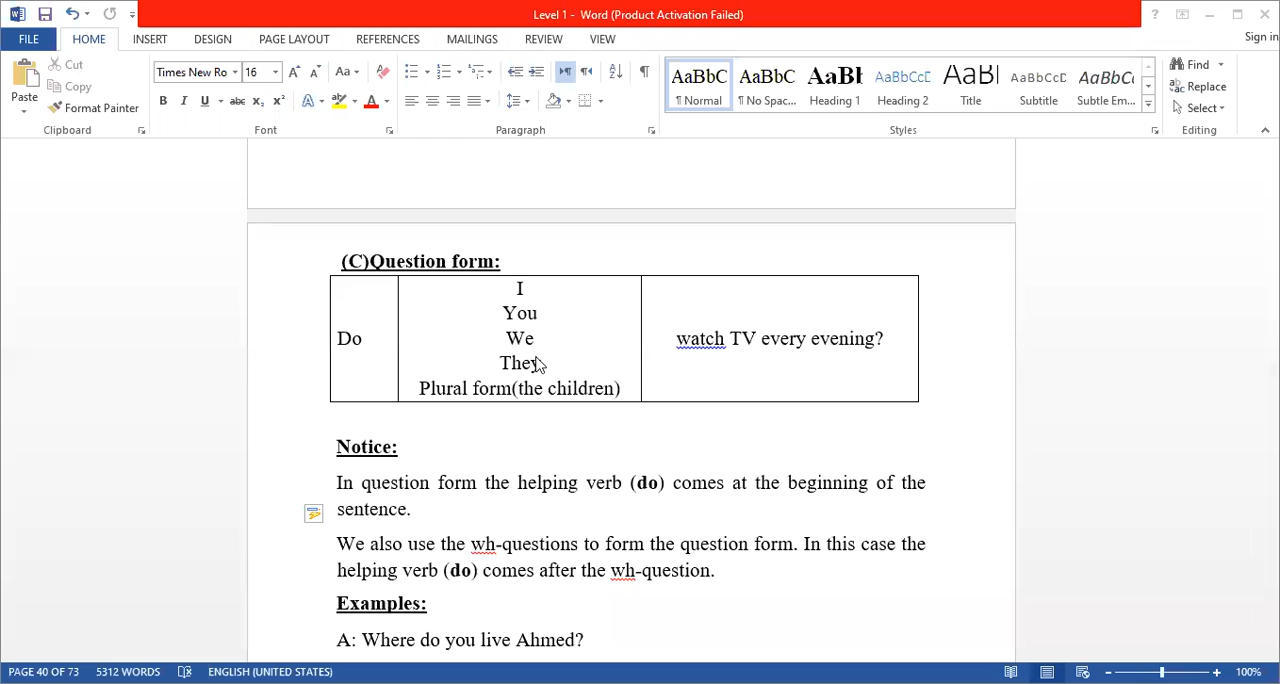 Level 1 - Word (Product Activation Failed)
FILE HOME INSERT DESIGN PAGE LAYOUT REFERENCES MAILINGS REVIEW VIEW Sign in
Paste
Cut
Copy
Format Painter
Clipboard
Times New Ro 16
Font
Paragraph
AaBbC AaBbC AaBb AaBbCcD AaBb AaBbCcD AaBbC
¶ Normal ¶ No Spac... Heading 1 Heading 2 Title Subtitle Subtle Em...
Styles
Find
Replace
Select
Editing
(C)Question form:
I
You
We
They
Plural form(the children)
Do
watch TV every evening?
Notice:
In question form the helping verb (do) comes at the beginning of the
sentence.
We also use the wh-questions to form the question form. In this case the
helping verb (do) comes after the wh-question.
Examples:
A: Where do you live Ahmed?
PAGE 40 OF 73 5312 WORDS ENGLISH (UNITED STATES) 100%